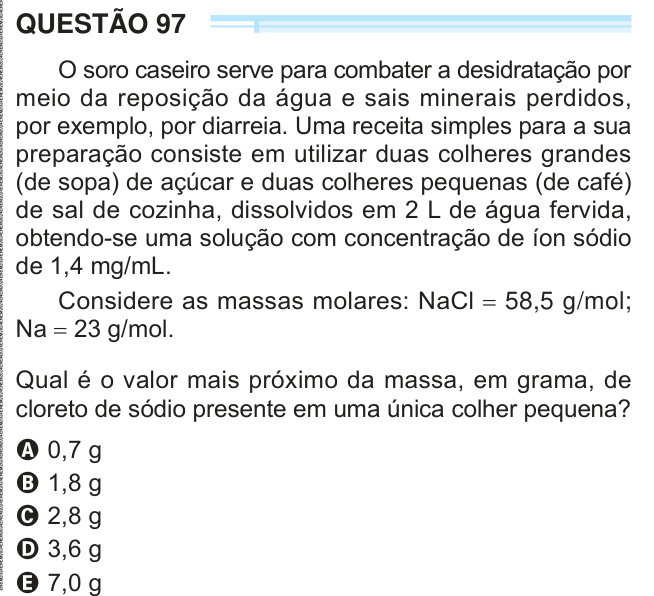 QUESTÃO 97
O soro caseiro serve para combater a desidratação por
meio da reposição da água e sais minerais perdidos,
por exemplo, por diarreia. Uma receita simples para a sua
preparação consiste em utilizar duas colheres grandes
(de sopa) de açúcar e duas colheres pequenas (de café)
de sal de cozinha, dissolvidos em 2 L de água fervida,
obtendo-se uma solução com concentração de íon sódio
de 1,4 mg/mL.
Considere as massas molares: NaCl = 58,5 g/mol;
Na = 23 g/mol.
Qual é o valor mais próximo da massa, em grama, de
cloreto de sódio presente em uma única colher pequena?
A 0,7 g
B 1,8 g
C 2,8 g
D 3,6 g
E 7,0 g